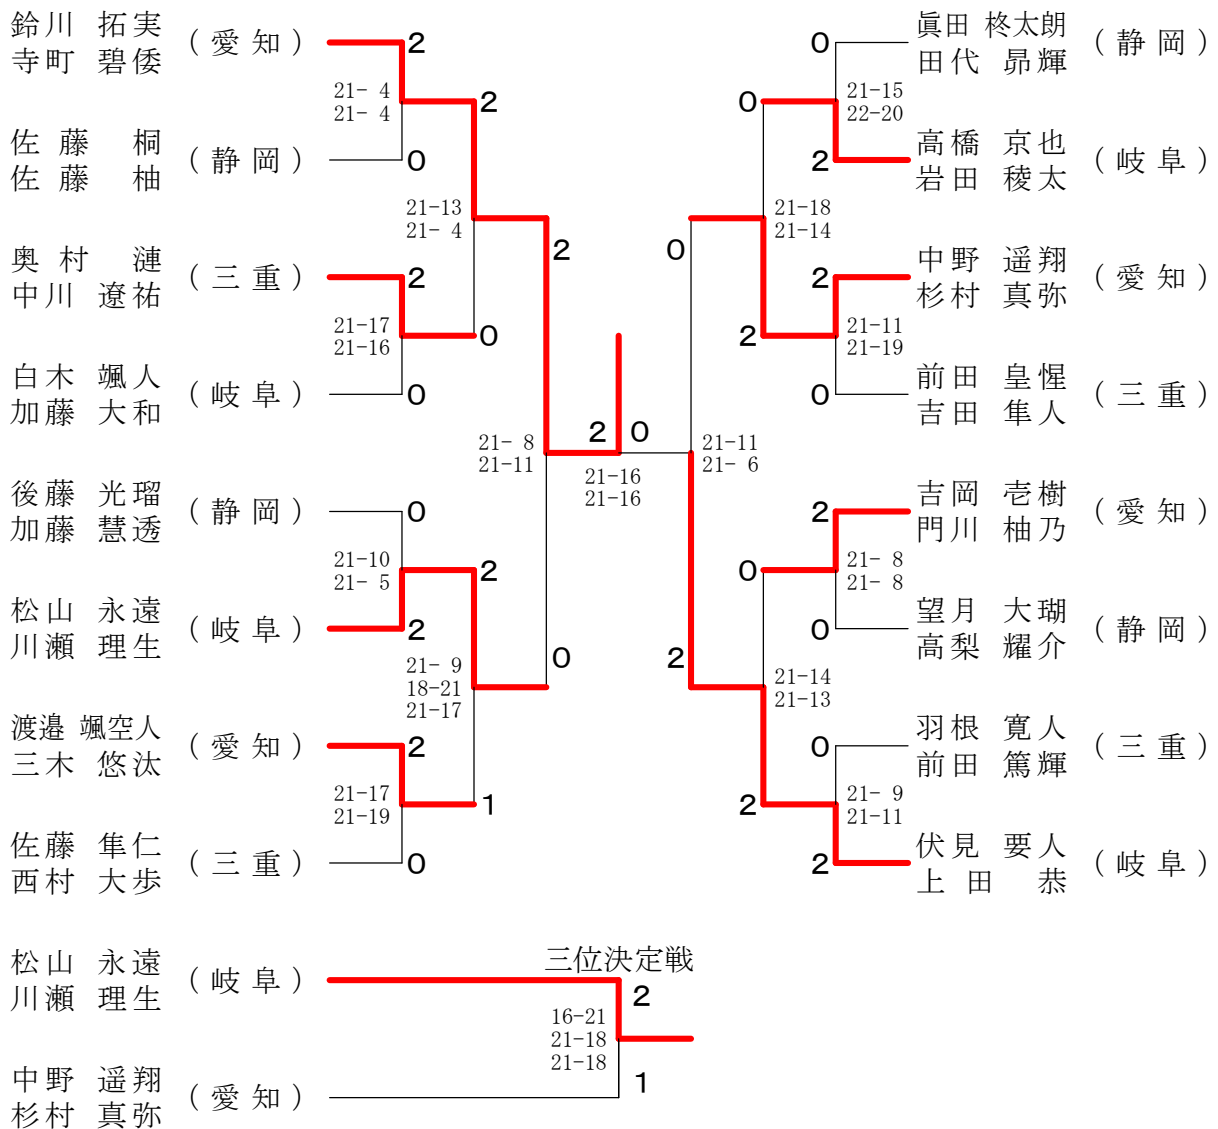 鈴川 拓実
寺町 碧倭
(愛知)
2
21- 4
21- 4
2
佐藤 桐
佐藤 柚
(静岡)
0
21-13
21- 4
2
奥村 漣
中川 遼祐
(三重)
2
21-17
21-16
0
白木 颯人
加藤 大和
(岐阜)
0
21- 8
21-11
2
後藤 光瑠
加藤 慧透
(静岡)
0
21-10
21- 5
2
松山 永遠
川瀬 理生
(岐阜)
2
21- 9
18-21
21-17
0
渡邉 颯空人
三木 悠汰
(愛知)
2
21-17
21-19
1
佐藤 隼仁
西村 大歩
(三重)
0
21-16
21-16
0
眞田 柊太朗
田代 昴輝
(静岡)
0
21-15
22-20
0
高橋 京也
岩田 稜太
(岐阜)
2
21-18
21-14
0
中野 遥翔
杉村 真弥
(愛知)
2
21-11
21-19
2
前田 皇惺
吉田 隼人
(三重)
0
21-11
21- 6
吉岡 壱樹
門川 柚乃
(愛知)
2
21- 8
21- 8
0
望月 大瑚
高梨 耀介
(静岡)
0
21-14
21-13
2
羽根 寛人
前田 篤輝
(三重)
0
21- 9
21-11
2
伏見 要人
上田 恭
(岐阜)
2
三位決定戦
松山 永遠
川瀬 理生
(岐阜)
2
16-21
21-18
21-18
中野 遥翔
杉村 真弥
(愛知)
1